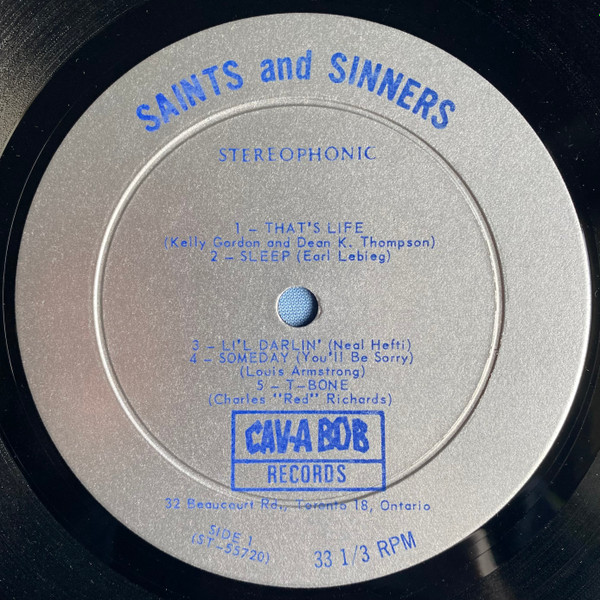 SAINTS and SINNERS
STEREOPHONIC
1 – THAT'S LIFE
(Kelly Gordon and Dean K. Thompson)
2 – SLEEP (Earl Lebieg)
3 – LI'L DARLIN' (Neal Hefti)
4 – SOMEDAY (You'll Be Sorry)
(Louis Armstrong)
5 – T-BONE
(Charles "Red" Richards)
CAV-A BOB
RECORDS
32 Beaucourt Rd., Toronto 18, Ontario
SIDE 1
(ST-55720)
33 1/3 RPM